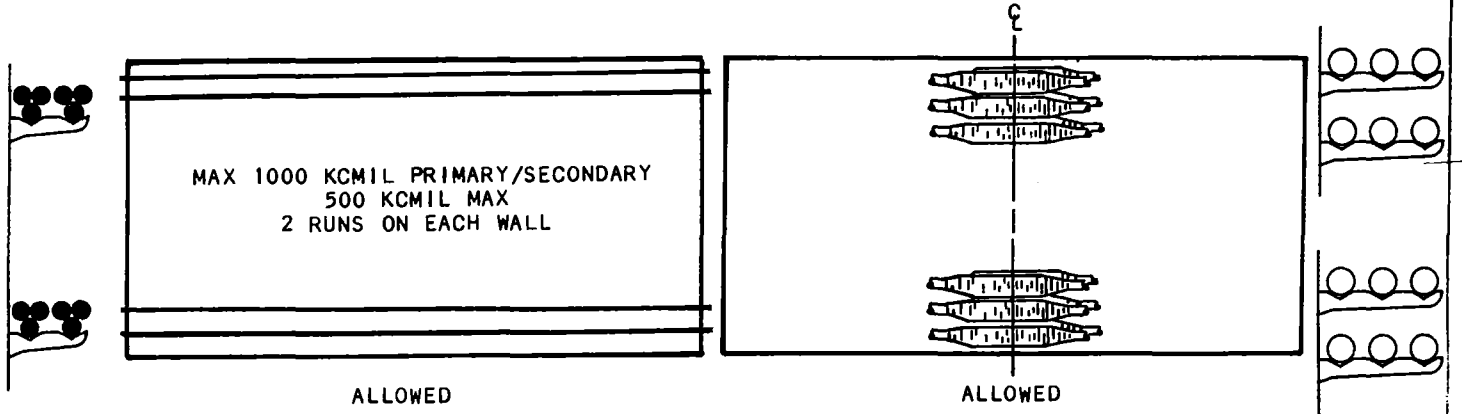 ℄
MAX 1000 KCMIL PRIMARY/SECONDARY
500 KCMIL MAX
2 RUNS ON EACH WALL
ALLOWED
ALLOWED